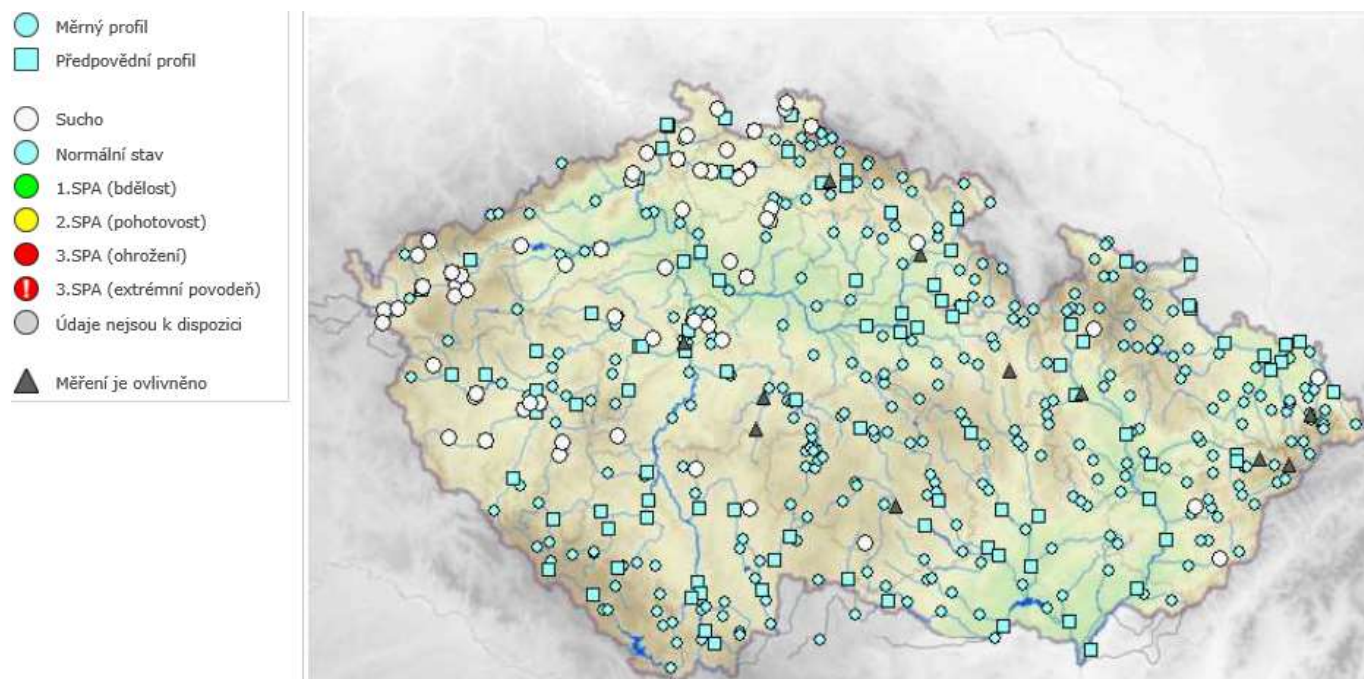 Měrný profil
Předpovědní profil
Sucho
Normální stav
1.SPA (bdělost)
2.SPA (pohotovost)
3.SPA (ohrožení)
3.SPA (extrémní povodeň)
Údaje nejsou k dispozici
Měření je ovlivněno